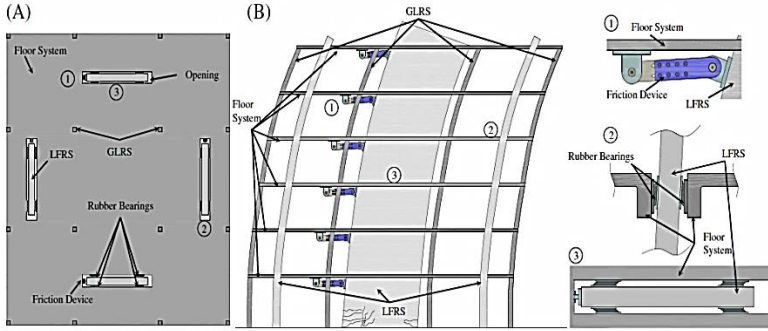 (A)
Floor System
1
3
Opening
GLRS
LFRS
Rubber Bearings
2
Friction Device
(B)
GLRS
Floor
System
1
2
3
LFRS
1
Floor System
Friction Device
LFRS
2
Rubber Bearings
LFRS
Floor
System
3